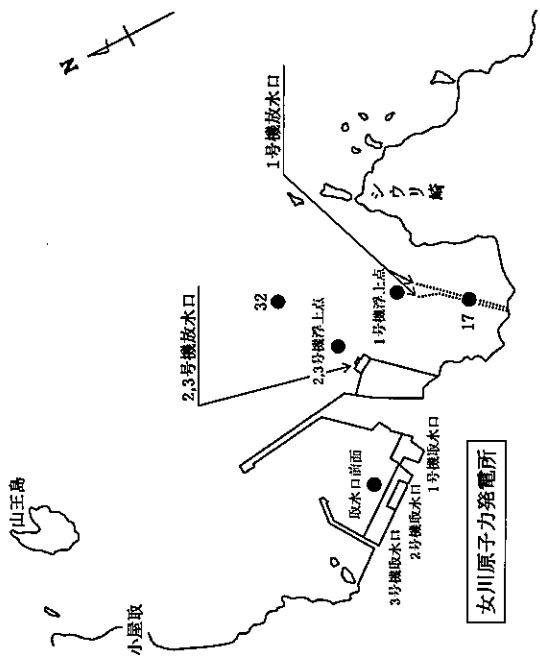 N
1号機放水口
シウリ崎
2,3号機放水口
32
2,3号機浮上点
1号機浮上点
17
山王島
小屋取
取水口前面
1号機取水口
2号機取水口
3号機取水口
女川原子力発電所